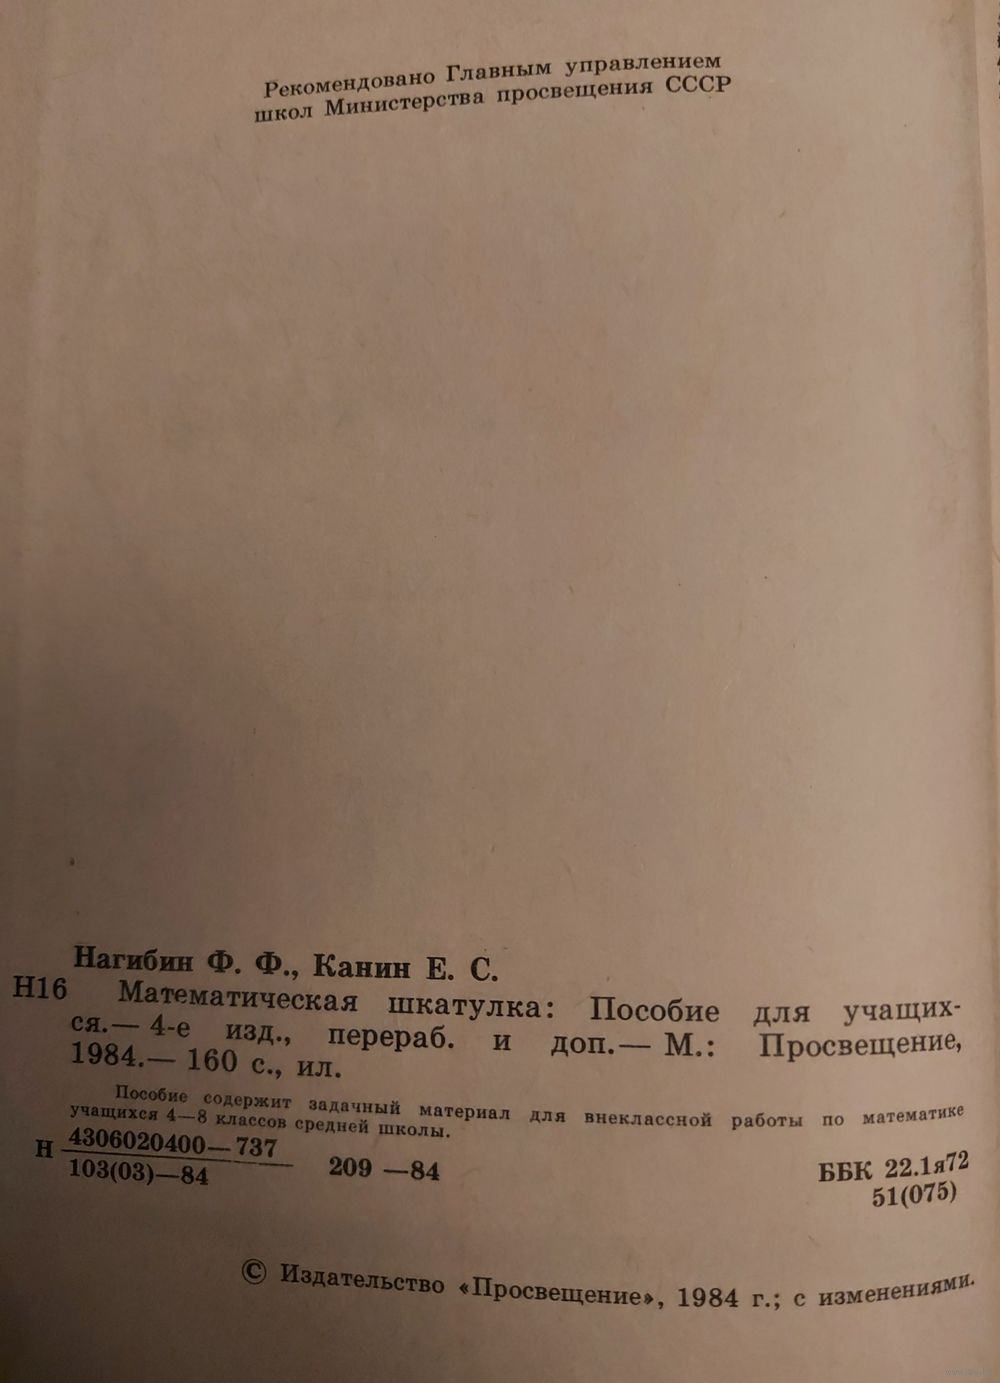 Рекомендовано Главным управлением
школ Министерства просвещения СССР
Нагибин Ф. Ф., Канин Е. С.
Н16 Математическая шкатулка: Пособие для учащих-
ся.— 4-е изд., перераб. и доп.— М.: Просвещение,
1984.— 160 с., ил.
Пособие содержит задачный материал для внеклассной работы по математике
учащихся 4—8 классов средней школы.
Н 4306020400—737
103(03)—84 209 —84
ББК 22.1я72
51(075)
© Издательство «Просвещение», 1984 г.; с изменениями.